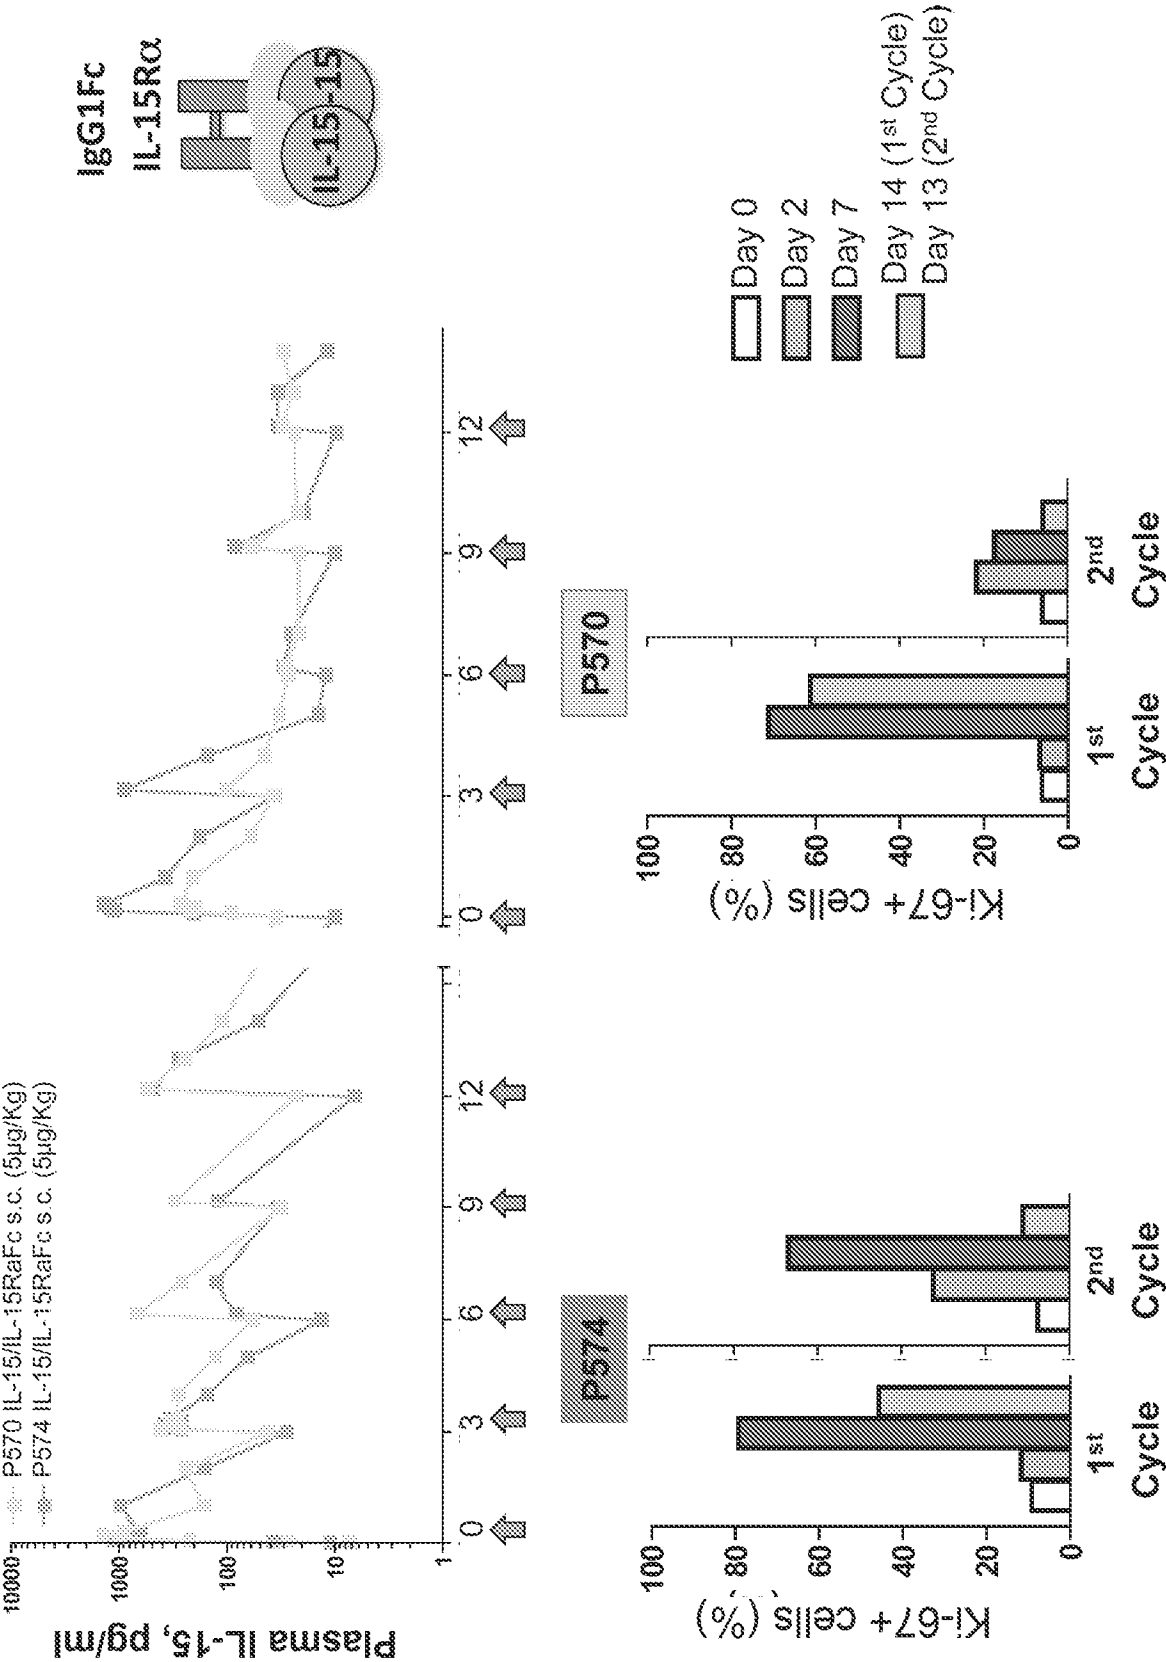 P570 IL-15/IL-15RaFc s.c. (5µg/Kg)
P574 IL-15/IL-15RaFc s.c. (5µg/Kg)
IgG1Fc
IL-15Rα
IL-15
-15
Plasma IL-15, pg/ml
10000
1000
100
10
1
0
3
6
9
12
0
3
6
9
12
P574
P570
Ki-67+ cells (%)
100
80
60
40
20
0
1st
Cycle
2nd
Cycle
Ki-67+ cells (%)
100
80
60
40
20
0
1st
Cycle
2nd
Cycle
Day 0
Day 2
Day 7
Day 14 (1st Cycle)
Day 13 (2nd Cycle)